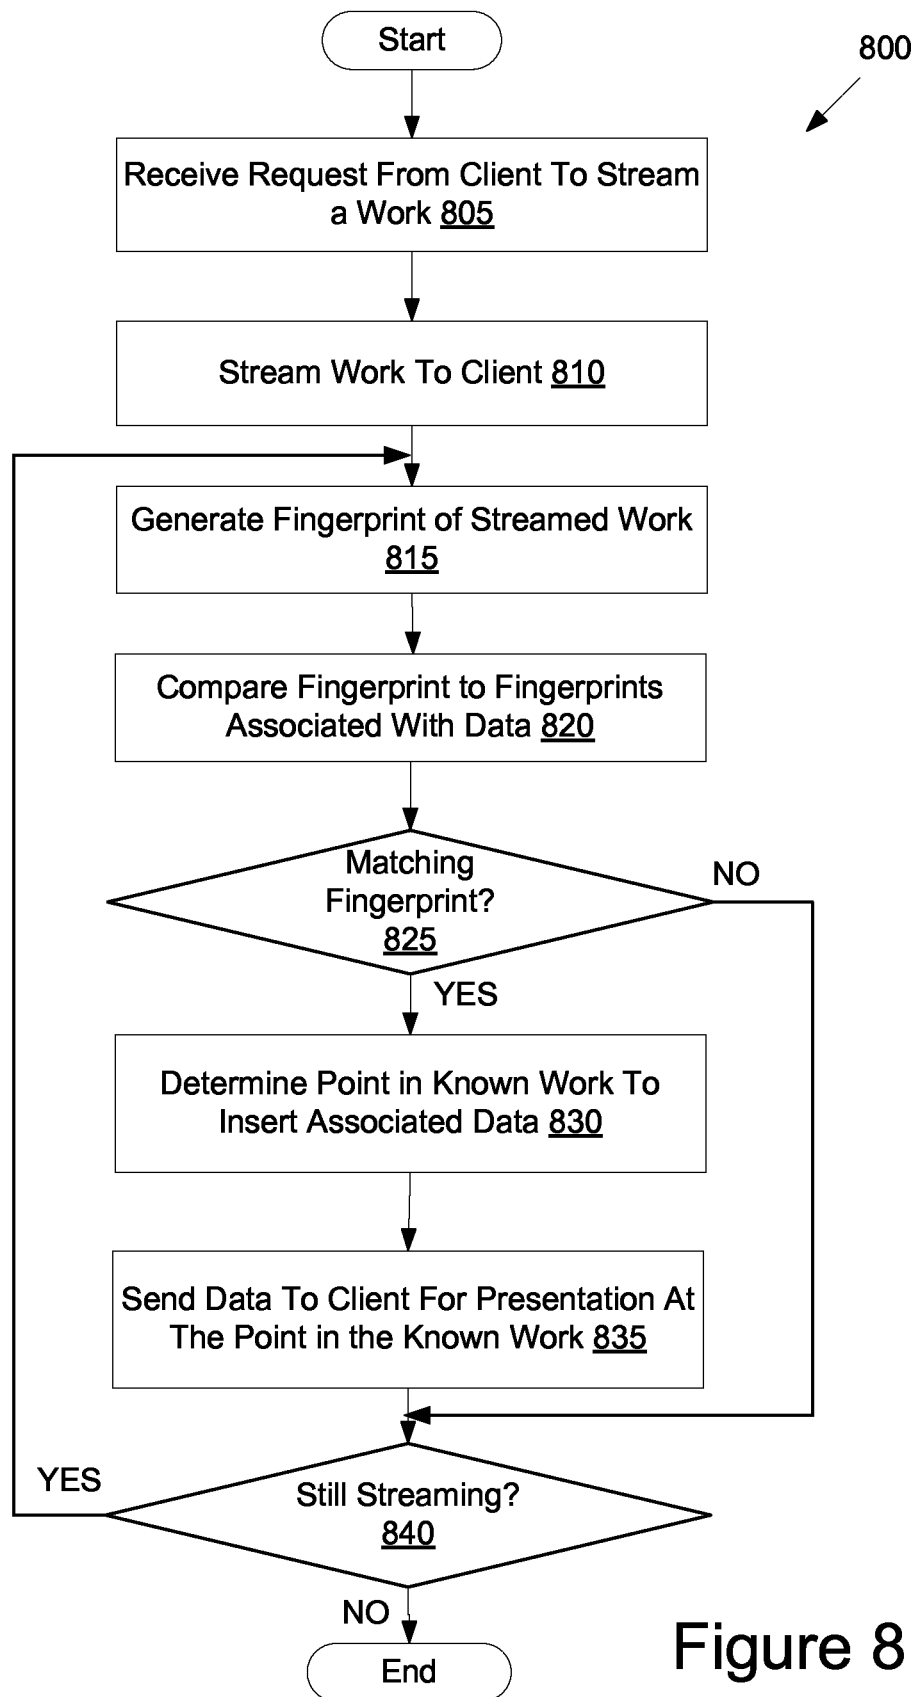 Start
800
Receive Request From Client To Stream
a Work 805
Stream Work To Client 810
Generate Fingerprint of Streamed Work
815
Compare Fingerprint to Fingerprints
Associated With Data 820
Matching
Fingerprint?
825
NO
YES
Determine Point in Known Work To
Insert Associated Data 830
Send Data To Client For Presentation At
The Point in the Known Work 835
YES
Still Streaming?
840
NO
End
Figure 8